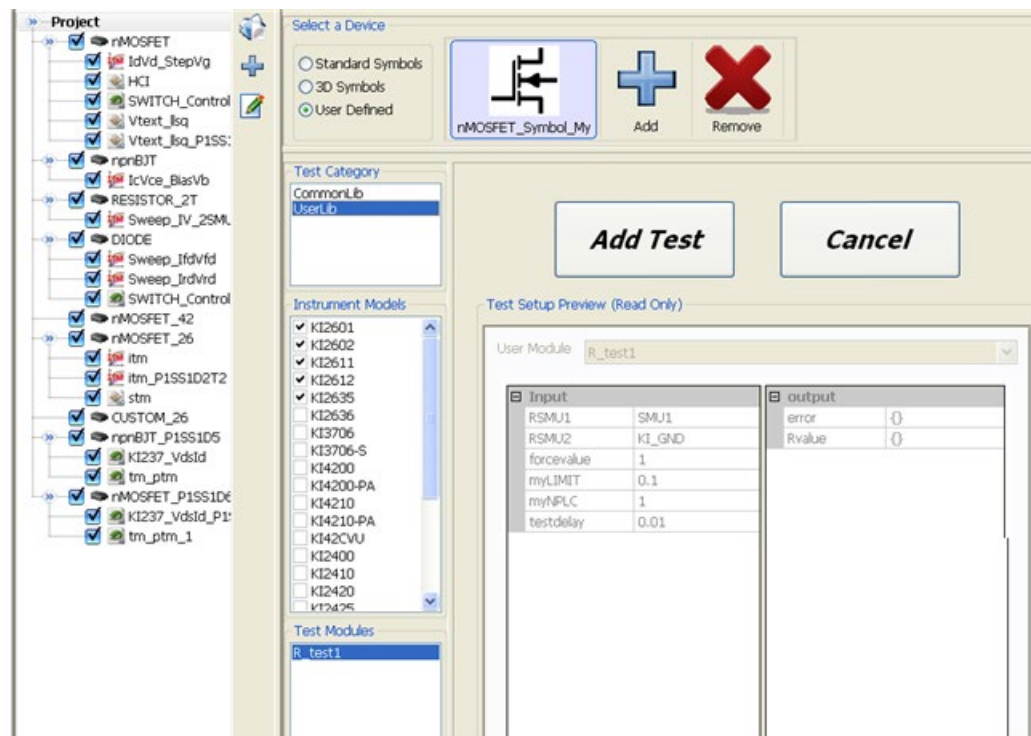 Project
nMOSFET
IdVd_StepVg
HCI
SWITCH_Control
Vtext_llsq
Vtext_llsq_P1SS1
npnBJT
IcVce_BiasVb
RESISTOR_2T
Sweep_IV_2SMU
DIODE
Sweep_IfdVfd
Sweep_IrdVrd
SWITCH_Control
nMOSFET_42
nMOSFET_26
itm
itm_P1SS1D2T2
stm
CUSTOM_26
npnBJT_P1SS1D5
KI237_VdsId
tm_ptm
nMOSFET_P1SS1D6
KI237_VdsId_P1
tm_ptm_1
Select a Device
Standard Symbols
3D Symbols
User Defined
nMOSFET_Symbol_My
Add
Remove
Test Category
CommonLib
UserLib
Instrument Models
KI2601
KI2602
KI2611
KI2612
KI2635
KI2636
KI3706
KI3706-S
KI4200
KI4200-PA
KI4210
KI4210-PA
KI42CVU
KI2400
KI2410
KI2420
KI2425
Test Modules
R_test1
Add Test
Cancel
Test Setup Preview (Read Only)
User Module R_test1
Input
RSMU1 SMU1
RSMU2 KI_GND
forcevalue 1
myLIMIT 0.1
myNPLC 1
testdelay 0.01
output
error {}
Rvalue {}